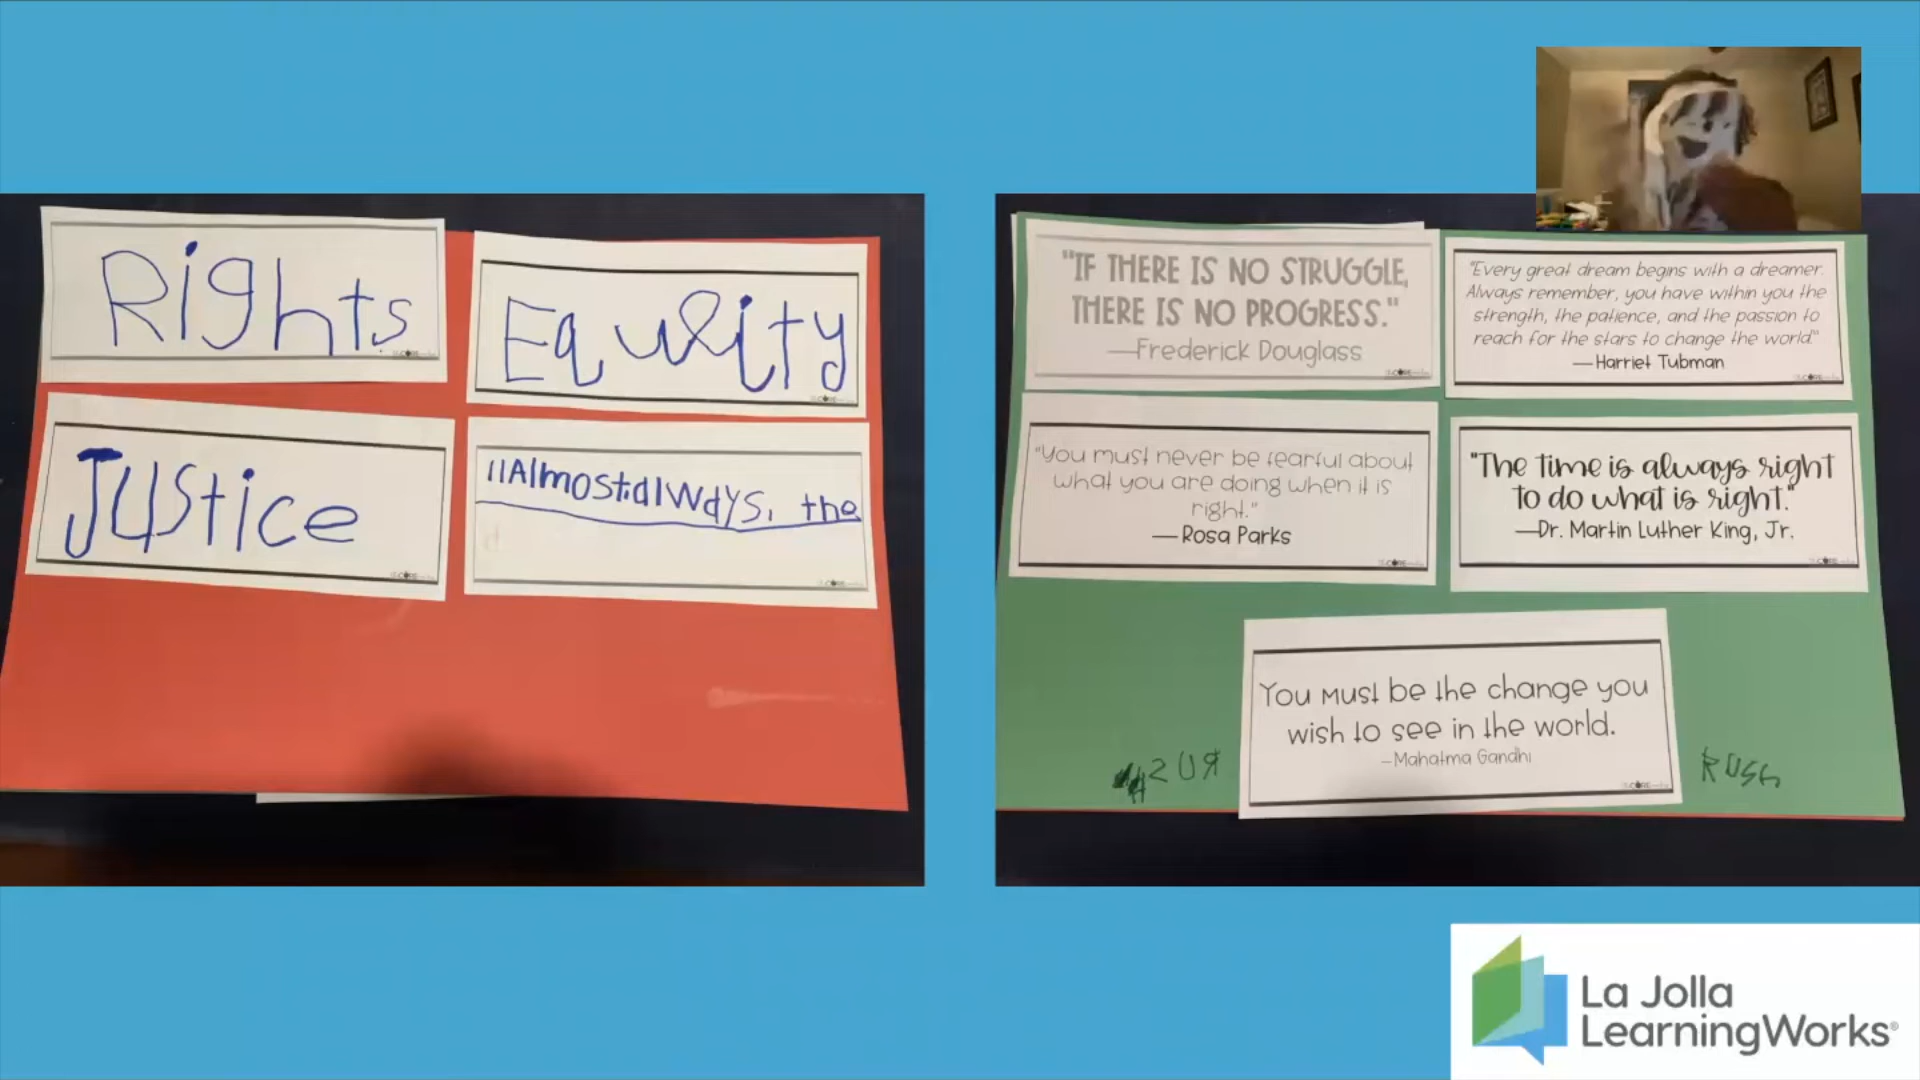 Rights
Equility
Justice
"Almost always, the
"IF THERE IS NO STRUGGLE,
THERE IS NO PROGRESS."
—Frederick Douglass
"Every great dream begins with a dreamer.
Always remember, you have within you the
strength, the patience, and the passion to
reach for the stars to change the world"
—Harriet Tubman
"You must never be fearful about
what you are doing when it is
right."
—Rosa Parks
"The time is always right
to do what is right."
—Dr. Martin Luther King, Jr.
You must be the change you
wish to see in the world.
-Mahatma Gandhi
La Jolla
LearningWorks®